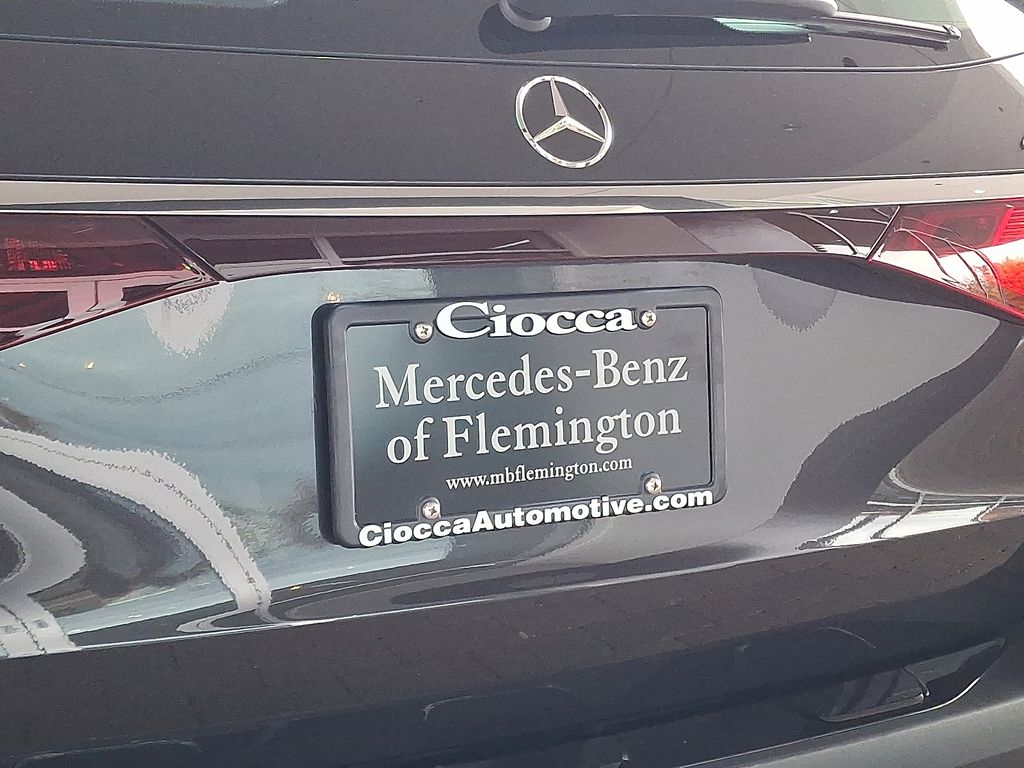 Ciocca
Mercedes-Benz
of Flemington
www.mbflemington.com
CioccaAutomotive.com